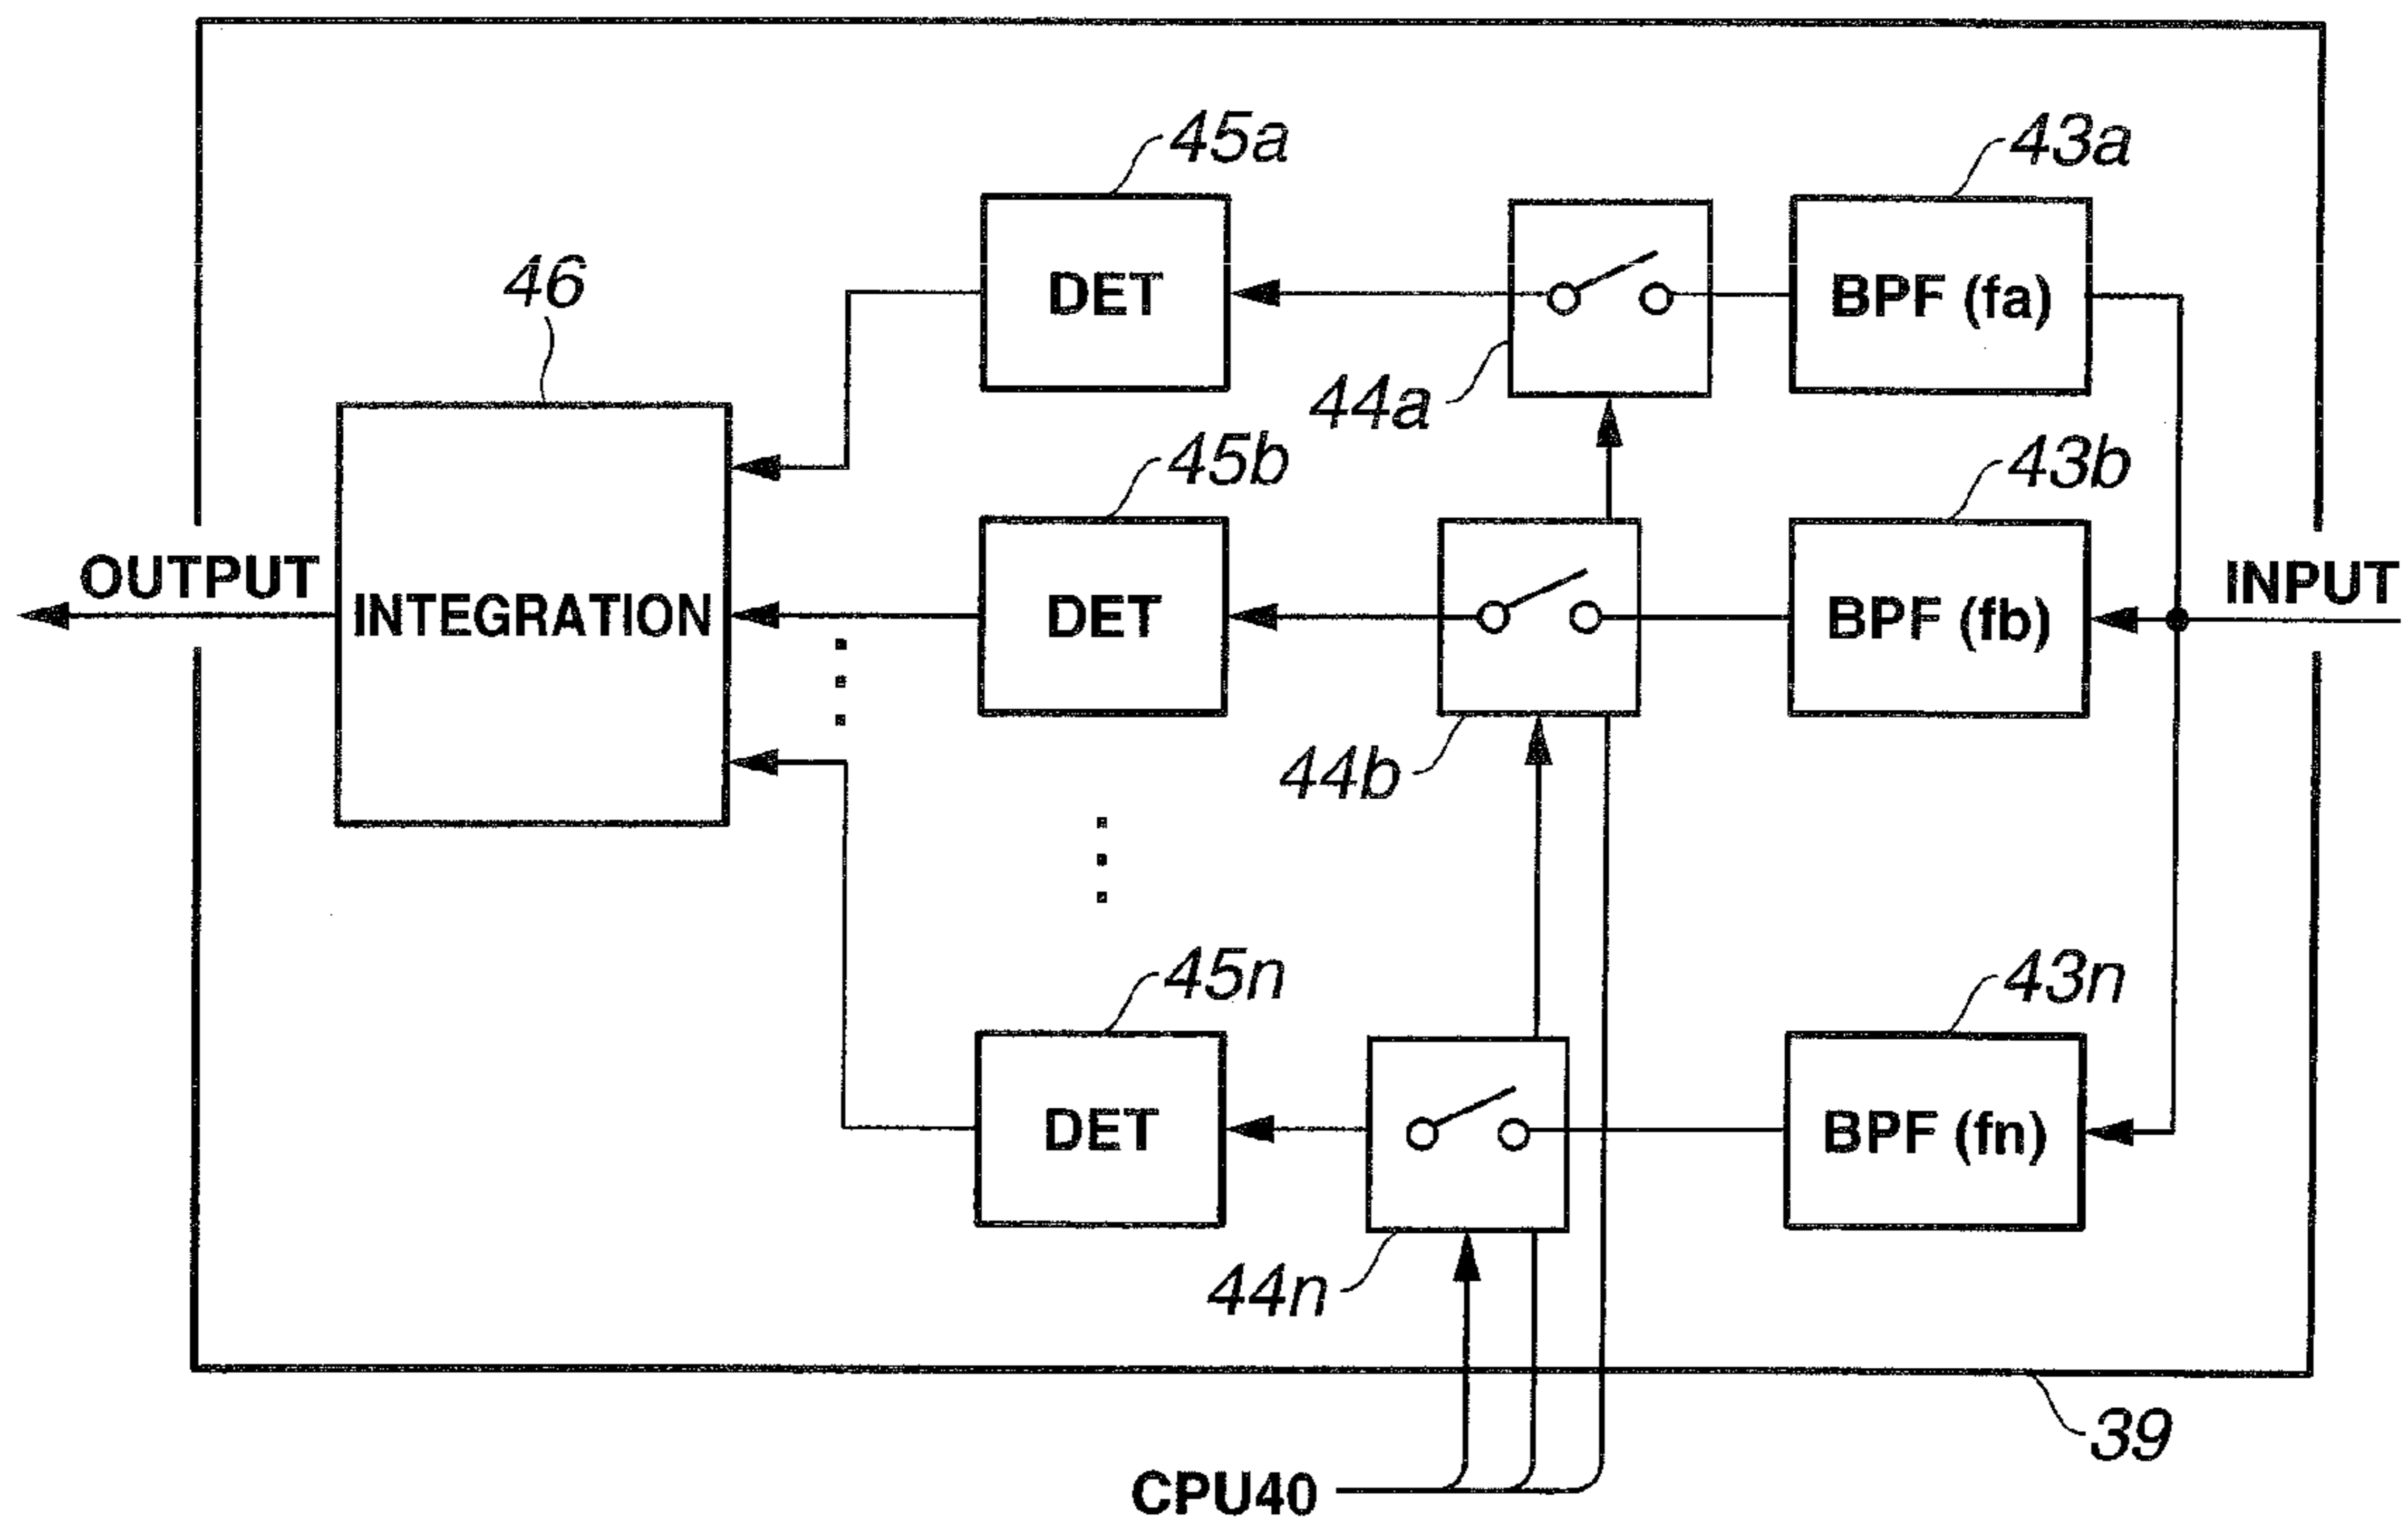 45a
43a
46
DET
BPF (fa)
44a
45b
43b
OUTPUT
INTEGRATION
DET
BPF (fb)
INPUT
44b
45n
43n
DET
BPF (fn)
44n
39
CPU40